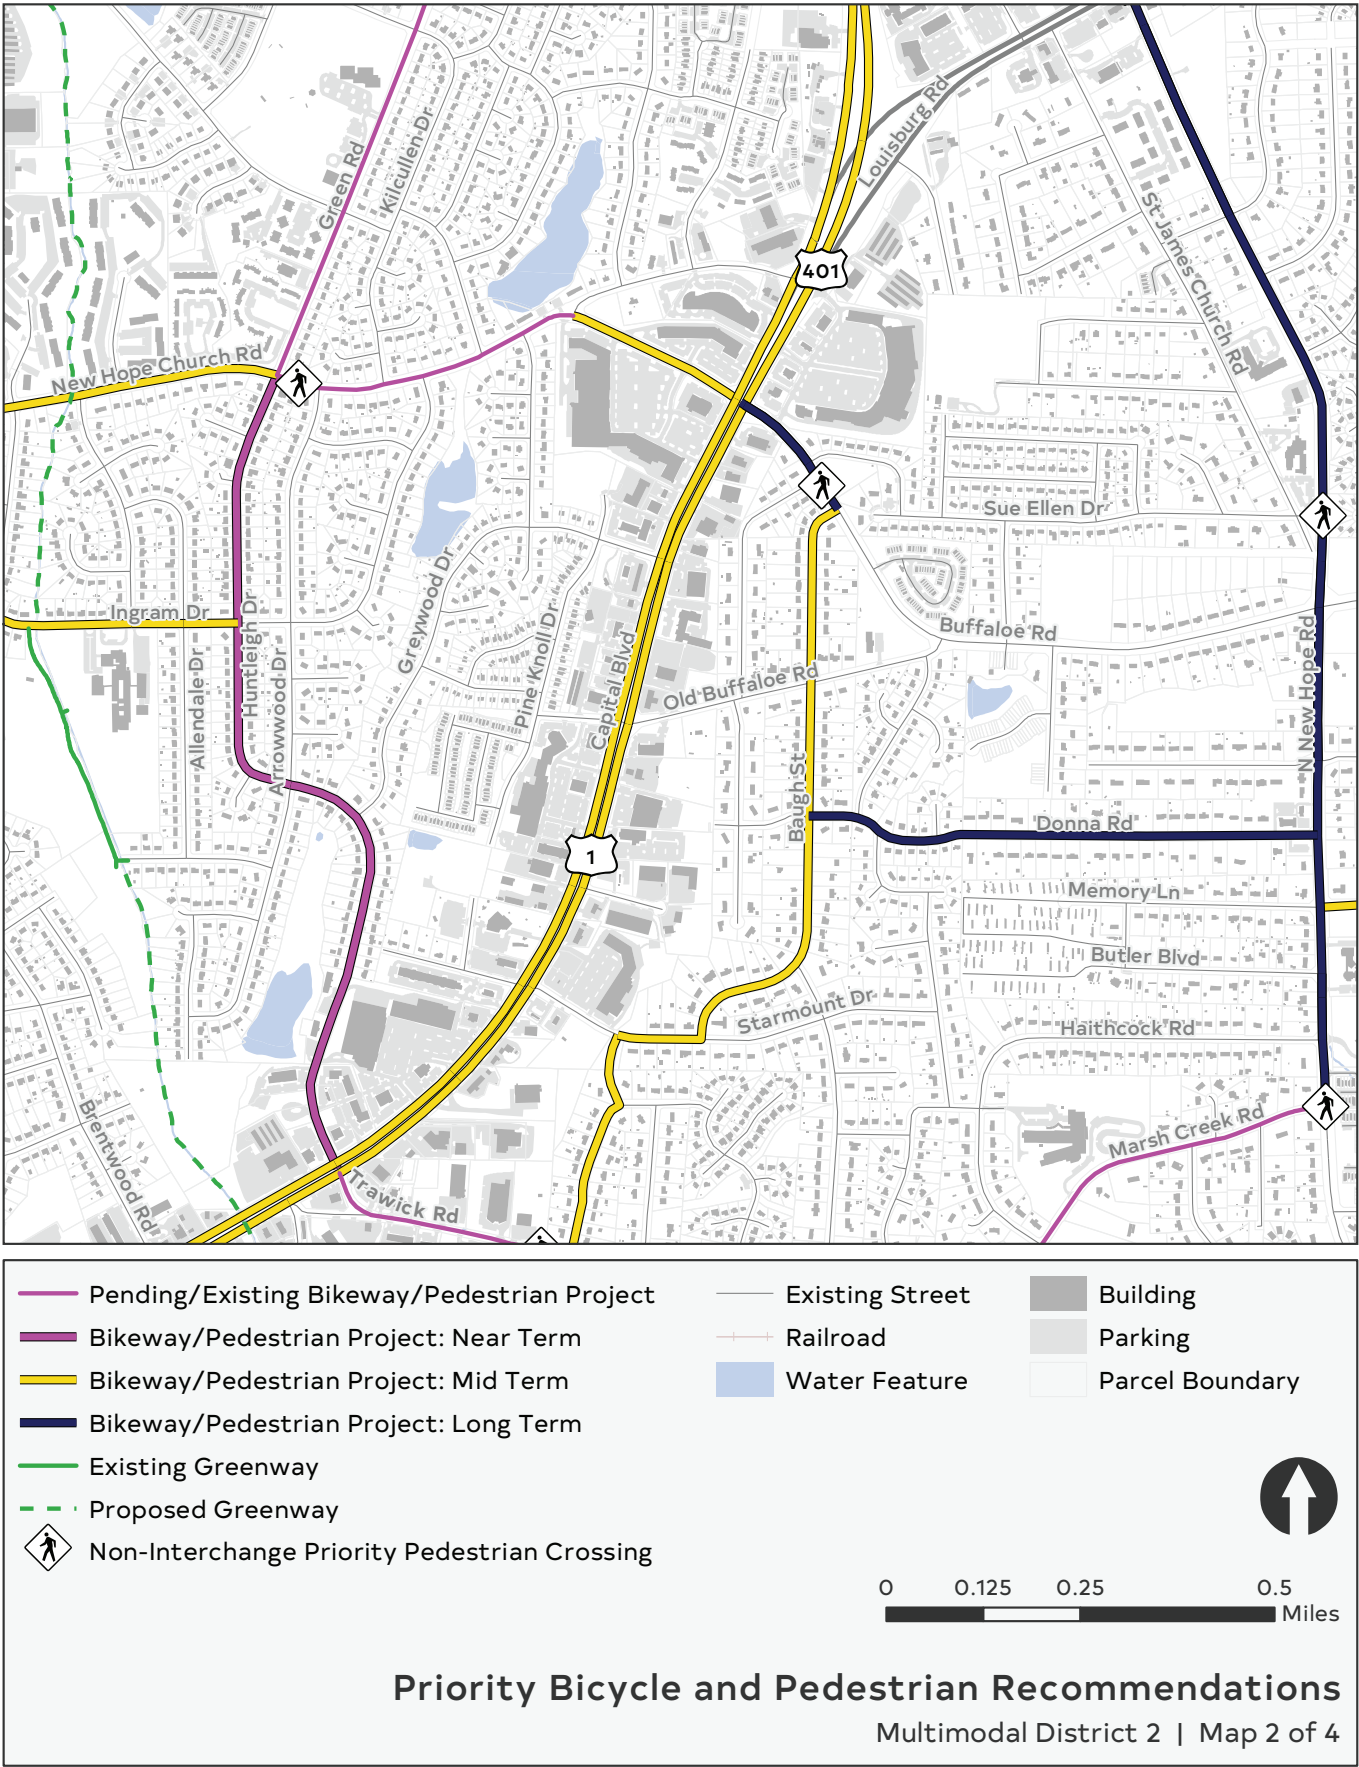 Green Rd
Kilcullen Dr
Louisburg Rd
401
St James Church Rd
New Hope Church Rd
Sue Ellen Dr
Ingram Dr
Huntleigh Dr
Arrowwood Dr
Allendale Dr
Greywood Dr
Pine Knoll Dr
Capital Blvd
Old Buffaloe Rd
Buffaloe Rd
N New Hope Rd
Baugh St
Donna Rd
1
Memory Ln
Butler Blvd
Starmount Dr
Haithcock Rd
Marsh Creek Rd
Brentwood Rd
Trawick Rd
Pending/Existing Bikeway/Pedestrian Project
Bikeway/Pedestrian Project: Near Term
Bikeway/Pedestrian Project: Mid Term
Bikeway/Pedestrian Project: Long Term
Existing Greenway
Proposed Greenway
Non-Interchange Priority Pedestrian Crossing
Existing Street
Railroad
Water Feature
Building
Parking
Parcel Boundary
0 0.125 0.25 0.5
Miles
Priority Bicycle and Pedestrian Recommendations
Multimodal District 2 | Map 2 of 4